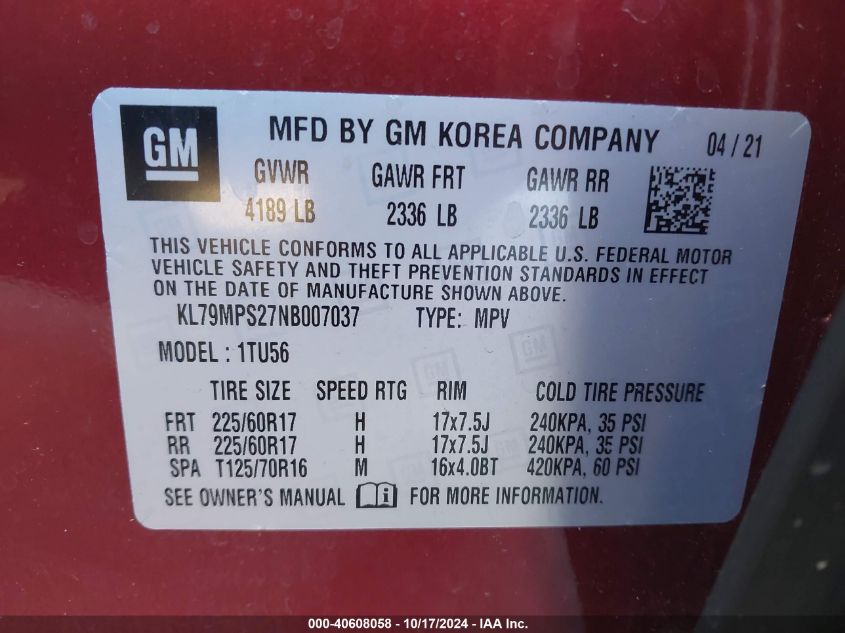 GM
MFD BY GM KOREA COMPANY 04/21
GVWR GAWR FRT GAWR RR
4189 LB 2336 LB 2336 LB
THIS VEHICLE CONFORMS TO ALL APPLICABLE U.S. FEDERAL MOTOR
VEHICLE SAFETY AND THEFT PREVENTION STANDARDS IN EFFECT
ON THE DATE OF MANUFACTURE SHOWN ABOVE.
KL79MPS27NB007037 TYPE: MPV
MODEL: 1TU56
TIRE SIZE SPEED RTG RIM COLD TIRE PRESSURE
FRT 225/60R17 H 17x7.5J 240KPA, 35 PSI
RR 225/60R17 H 17x7.5J 240KPA, 35 PSI
SPA T125/70R16 M 16x4.0BT 420KPA, 60 PSI
SEE OWNER'S MANUAL i FOR MORE INFORMATION.
000-40608058 - 10/17/2024 - IAA, Inc.